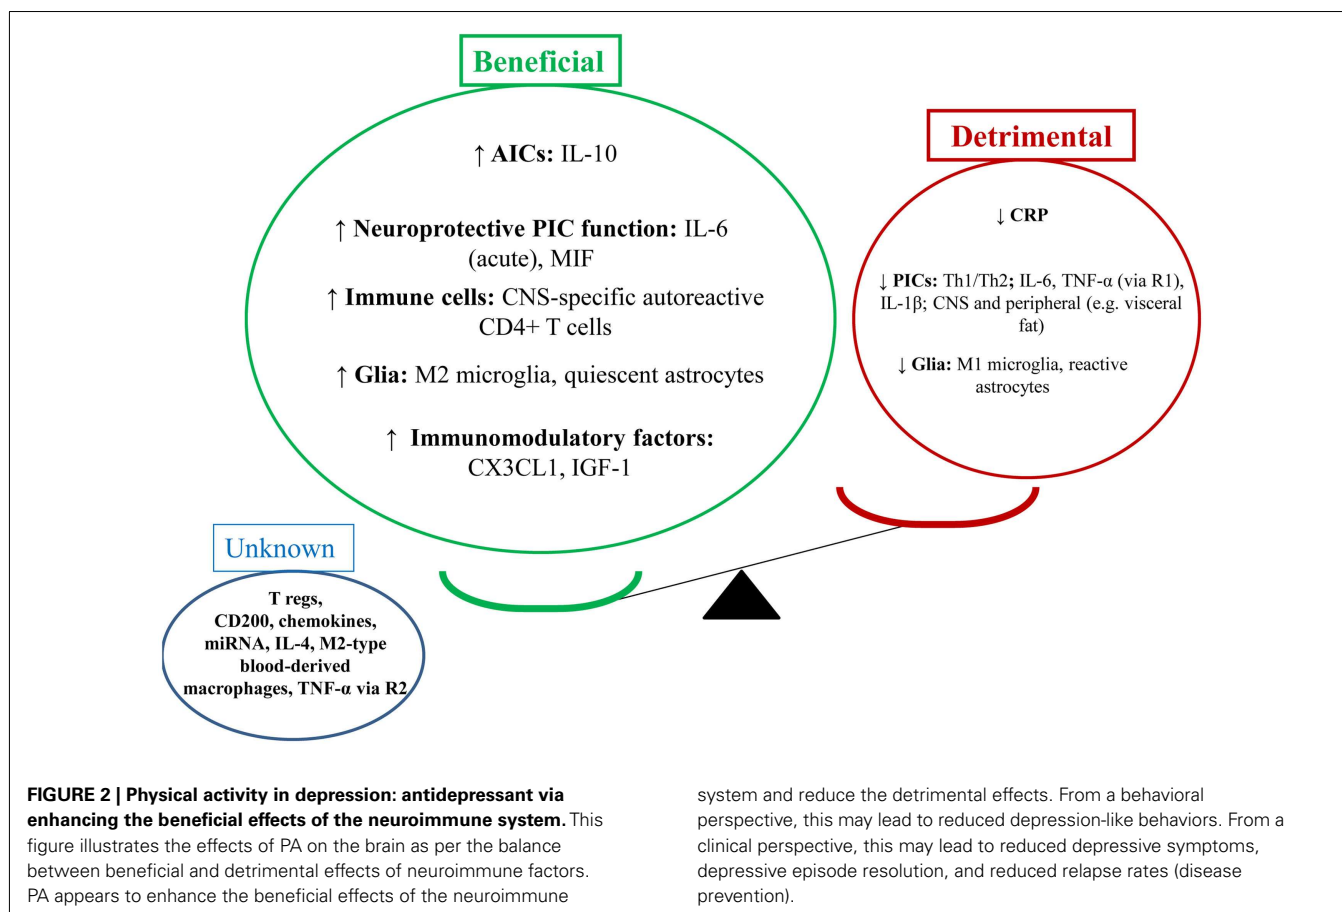 Beneficial
↑ AICs: IL-10
↑ Neuroprotective PIC function: IL-6
(acute), MIF
↑ Immune cells: CNS-specific autoreactive
CD4+ T cells
↑ Glia: M2 microglia, quiescent astrocytes
↑ Immunomodulatory factors:
CX3CL1, IGF-1
Detrimental
↓ CRP
↓ PICs: Th1/Th2; IL-6, TNF-α (via R1),
IL-1β; CNS and peripheral (e.g. visceral
fat)
↓ Glia: M1 microglia, reactive
astrocytes
Unknown
T regs,
CD200, chemokines,
miRNA, IL-4, M2-type
blood-derived
macrophages, TNF-α via R2
FIGURE 2 | Physical activity in depression: antidepressant via
enhancing the beneficial effects of the neuroimmune system. This
figure illustrates the effects of PA on the brain as per the balance
between beneficial and detrimental effects of neuroimmune factors.
PA appears to enhance the beneficial effects of the neuroimmune
system and reduce the detrimental effects. From a behavioral
perspective, this may lead to reduced depression-like behaviors. From a
clinical perspective, this may lead to reduced depressive symptoms,
depressive episode resolution, and reduced relapse rates (disease
prevention).